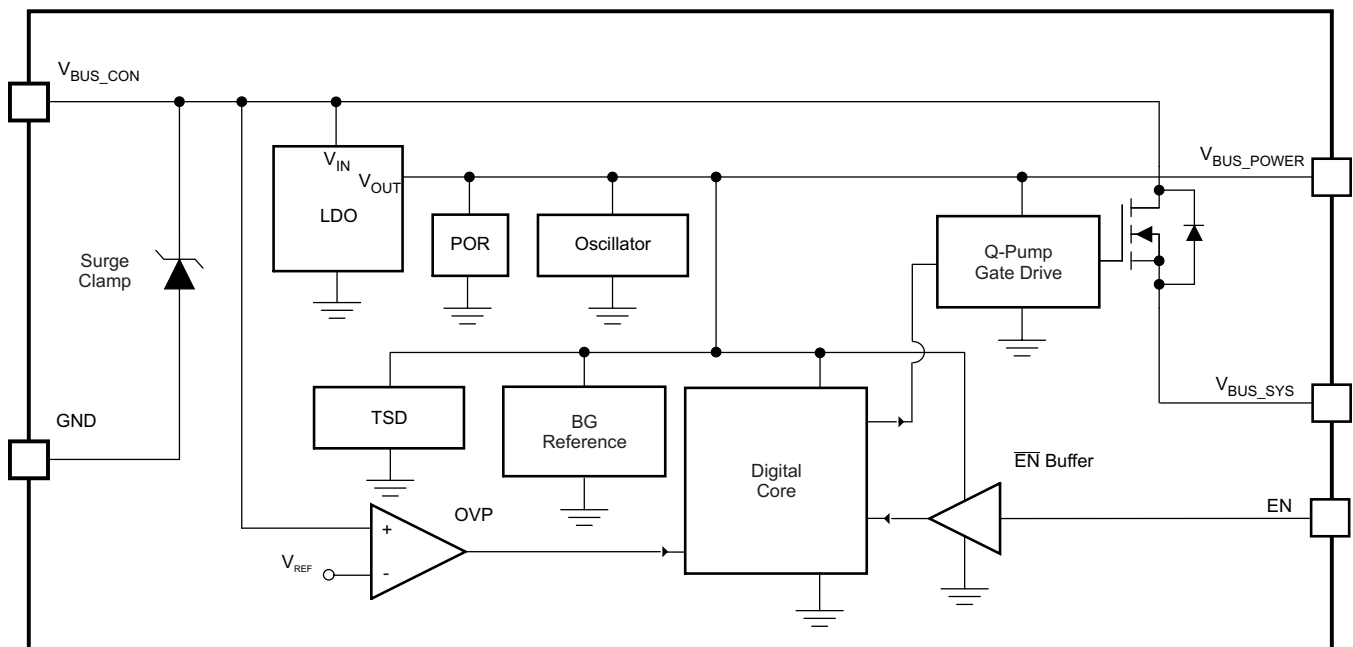 V_BUS_CON
V_BUS_POWER
V_IN
V_OUT
LDO
POR
Oscillator
Q-Pump
Gate Drive
Surge
Clamp
V_BUS_SYS
GND
TSD
BG
Reference
Digital
Core
E̅N̅ Buffer
OVP
EN
+
V_REF
-